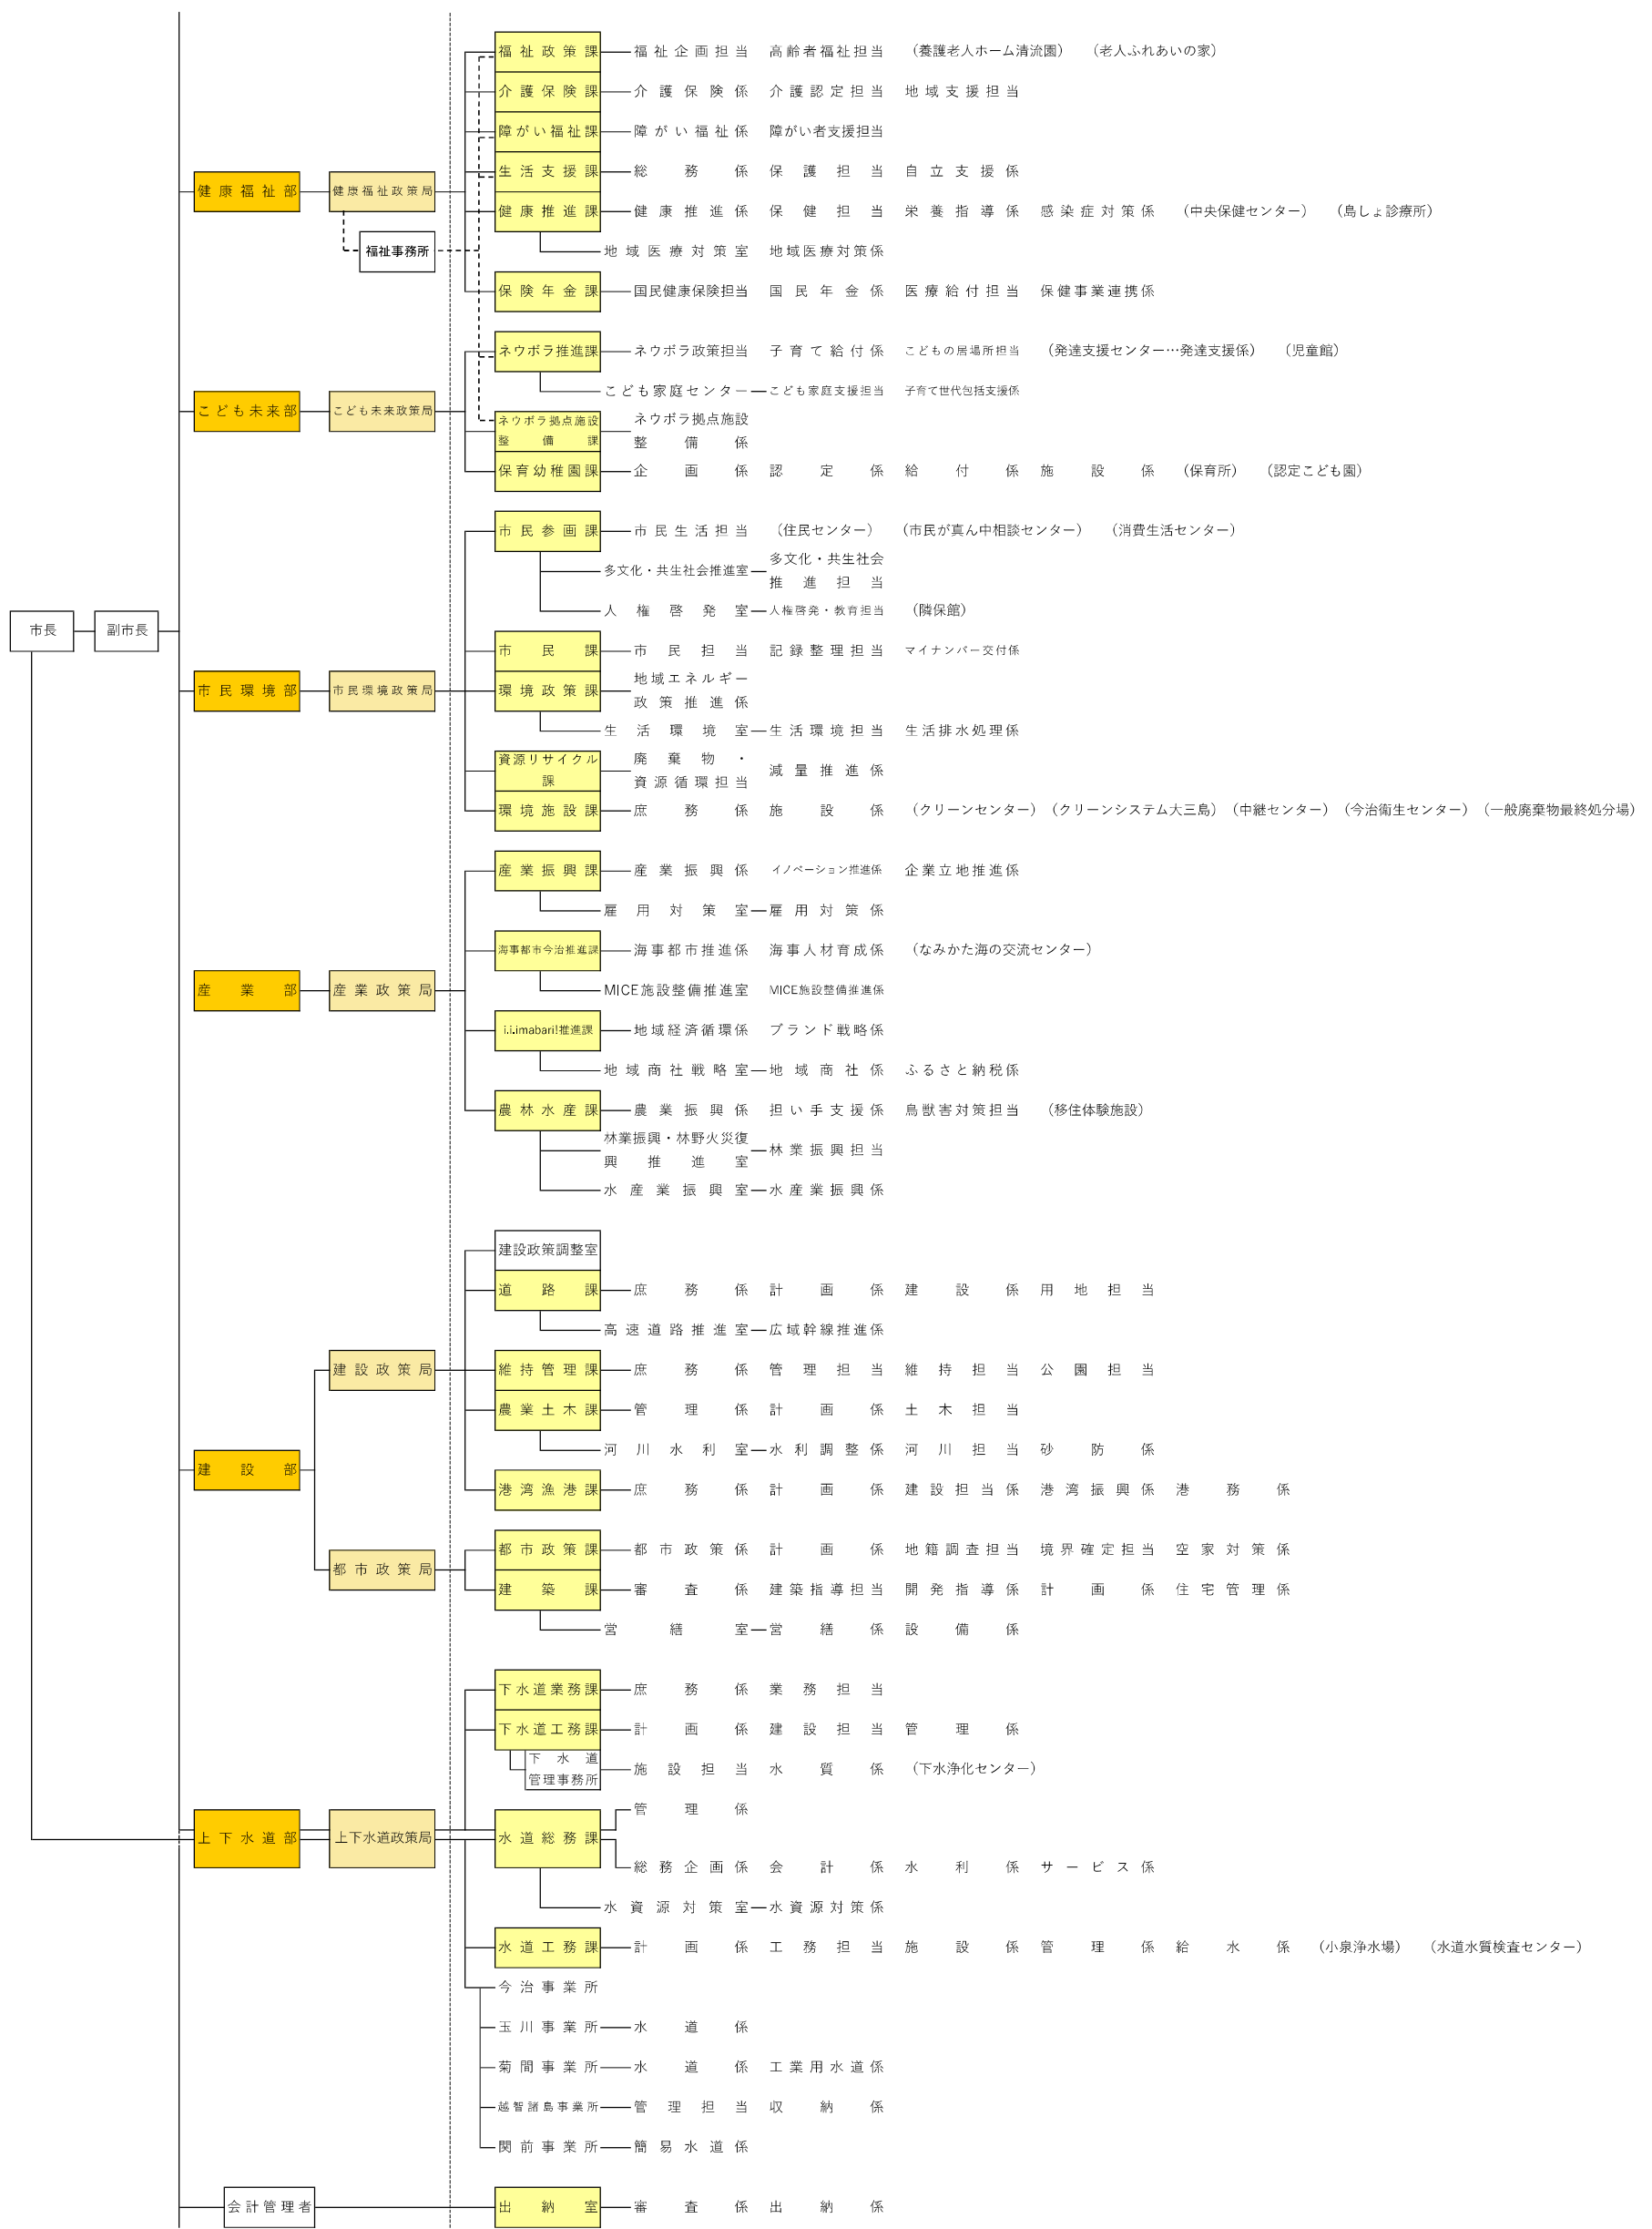 福祉政策課 福祉企画担当 高齢者福祉担当 （養護老人ホーム清流園） （老人ふれあいの家）
介護保険課 介護保険係 介護認定担当 地域支援担当
障がい福祉課 障がい福祉係 障がい者支援担当
生活支援課 総務係 保護担当 自立支援係
健康福祉部 健康福祉政策局
健康推進課 健康推進係 保健担当 栄養指導係 感染症対策係 （中央保健センター） （島しょ診療所）
福祉事務所 地域医療対策室 地域医療対策係
保険年金課 国民健康保険担当 国民年金係 医療給付担当 保健事業連携係
ネウボラ推進課 ネウボラ政策担当 子育て給付係 こどもの居場所担当 （発達支援センター…発達支援係） （児童館）
こども家庭センター こども家庭支援担当 子育て世代包括支援係
こども未来部 こども未来政策局
ネウボラ拠点施設 ネウボラ拠点施設
整備課 整備係
保育幼稚園課 企画係 認定係 給付係 施設係 （保育所） （認定こども園）
市民参画課 市民生活担当 （住民センター） （市民が真ん中相談センター） （消費生活センター）
多文化・共生社会推進室 多文化・共生社会
推進担当
人権啓発室 人権啓発・教育担当 （隣保館）
市長 副市長
市民課 市民担当 記録整理担当 マイナンバー交付係
市民環境部 市民環境政策局 環境政策課 地域エネルギー
政策推進係
生活環境室 生活環境担当 生活排水処理係
資源リサイクル 廃棄物・
課 資源循環担当 減量推進係
環境施設課 庶務係 施設係 （クリーンセンター）（クリーンシステム大三島）（中継センター）（今治衛生センター）（一般廃棄物最終処分場）
産業振興課 産業振興係 イノベーション推進係 企業立地推進係
雇用対策室 雇用対策係
海事都市今治推進課 海事都市推進係 海事人材育成係 （なみかた海の交流センター）
産業部 産業政策局 MICE施設整備推進室 MICE施設整備推進係
i.i.imabari!推進課 地域経済循環係 ブランド戦略係
地域商社戦略室 地域商社係 ふるさと納税係
農林水産課 農業振興係 担い手支援係 鳥獣害対策担当 （移住体験施設）
林業振興・林野火災復
興推進室 林業振興担当
水産業振興室 水産業振興係
建設政策調整室
道路課 庶務係 計画係 建設係 用地担当
高速道路推進室 広域幹線推進係
建設政策局 維持管理課 庶務係 管理担当 維持担当 公園担当
農業土木課 管理係 計画係 土木担当
河川水利室 水利調整係 河川担当 砂防係
建設部
港湾漁港課 庶務係 計画係 建設担当係 港湾振興係 港務係
都市政策課 都市政策係 計画係 地籍調査担当 境界確定担当 空家対策係
都市政策局
建築課 審査係 建築指導担当 開発指導係 計画係 住宅管理係
営繕室 営繕係 設備係
下水道業務課 庶務係 業務担当
下水道工務課 計画係 建設担当 管理係
下水道
管理事務所 施設担当 水質係 （下水浄化センター）
管理係
上下水道部 上下水道政策局 水道総務課
総務企画係 会計係 水利係 サービス係
水資源対策室 水資源対策係
水道工務課 計画係 工務担当 施設係 管理係 給水係 （小泉浄水場） （水道水質検査センター）
今治事業所
玉川事業所 水道係
菊間事業所 水道係 工業用水道係
越智諸島事業所 管理担当 収納係
関前事業所 簡易水道係
会計管理者 出納室 審査係 出納係